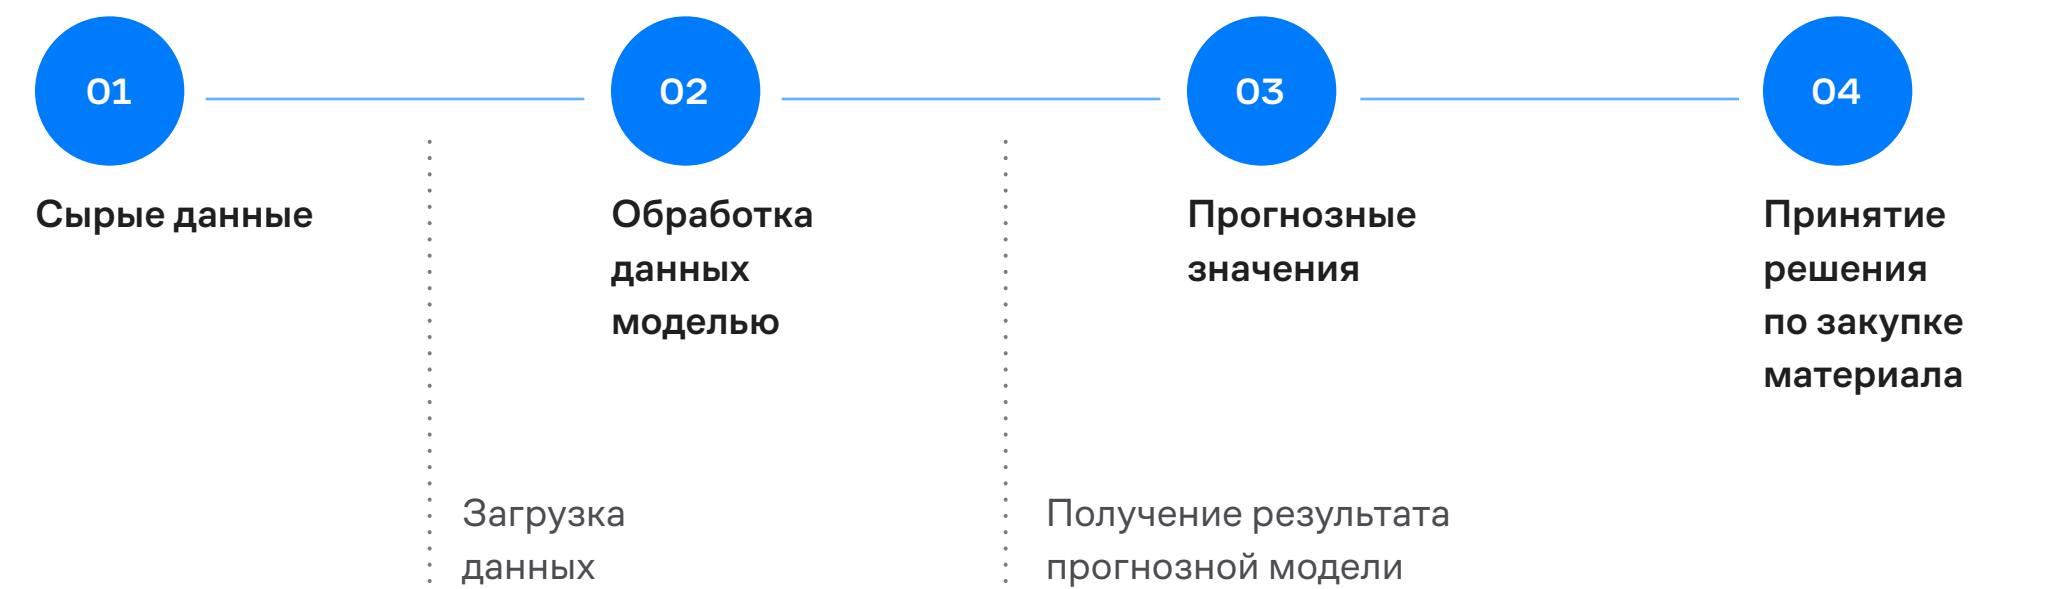 01
02
03
04
Сырые данные
Обработка
данных
моделью
Прогнозные
значения
Принятие
решения
по закупке
материала
Загрузка
данных
Получение результата
прогнозной модели